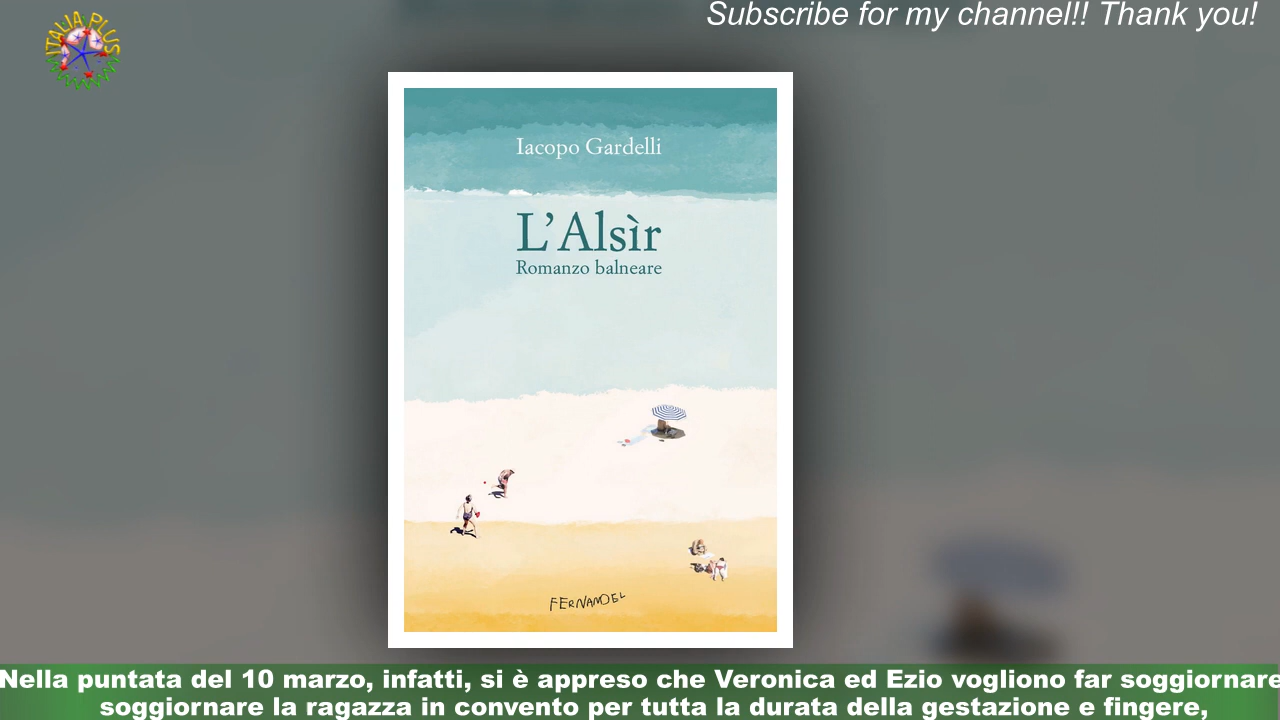 Subscribe for my channel!! Thank you!
ITALIA PLUS
Iacopo Gardelli
L'Alsìr
Romanzo balneare
FERNANDEL
Nella puntata del 10 marzo, infatti, si è appreso che Veronica ed Ezio vogliono far soggiornare
soggiornare la ragazza in convento per tutta la durata della gestazione e fingere,